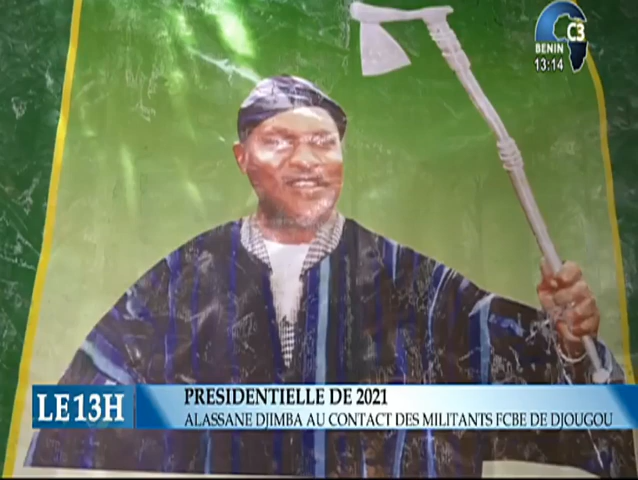 C3
BENIN
13:14
LE13H
PRESIDENTIELLE DE 2021
ALASSANE DJIMBA AU CONTACT DES MILITANTS FCBE DE DJOUGOU